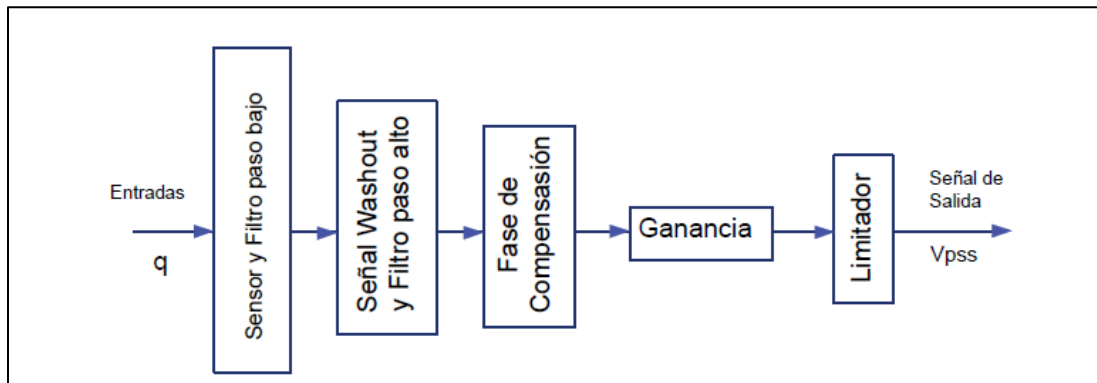 Entradas
q
Sensor y Filtro paso bajo
Señal Washout
y Filtro paso alto
Fase de
Compensasión
Ganancia
Limitador
Señal de
Salida
Vpss